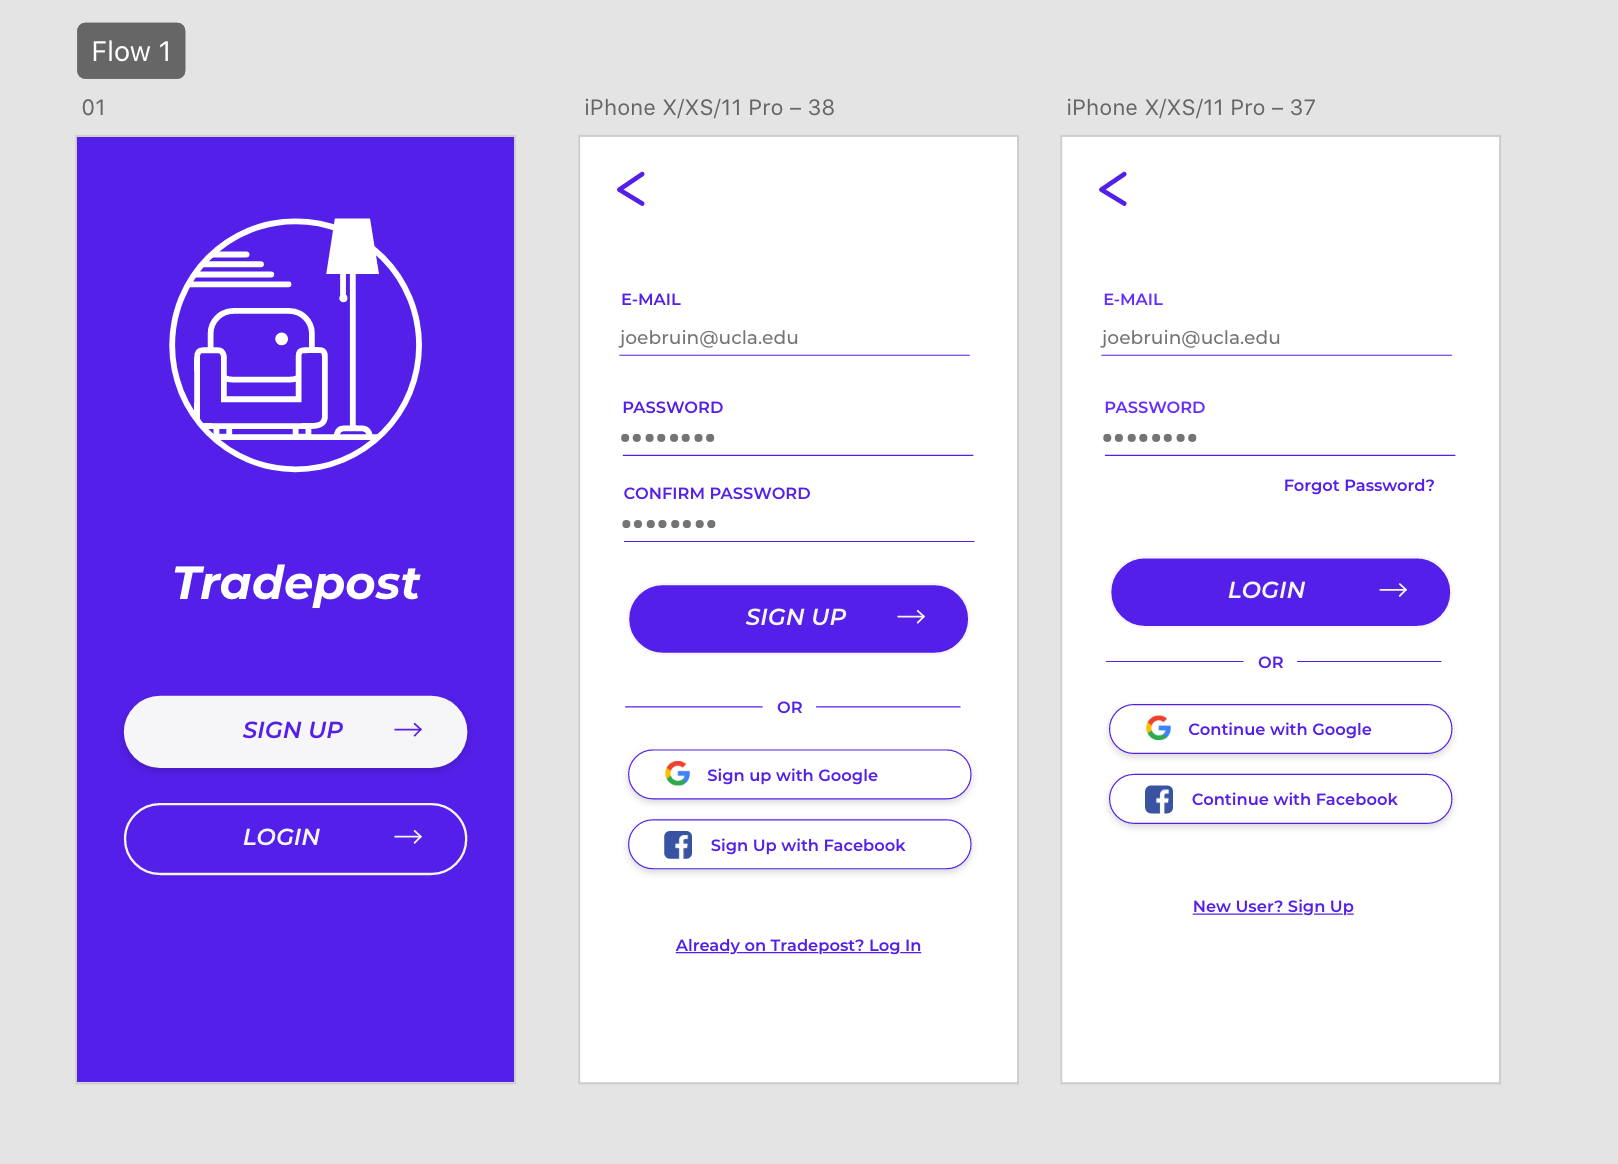 Flow 1
01
Tradepost
SIGN UP
LOGIN
iPhone X/XS/11 Pro – 38
E-MAIL
joebruin@ucla.edu
PASSWORD
••••••••
CONFIRM PASSWORD
••••••••
SIGN UP
OR
Sign up with Google
Sign Up with Facebook
Already on Tradepost? Log In
iPhone X/XS/11 Pro – 37
E-MAIL
joebruin@ucla.edu
PASSWORD
••••••••
Forgot Password?
LOGIN
OR
Continue with Google
Continue with Facebook
New User? Sign Up